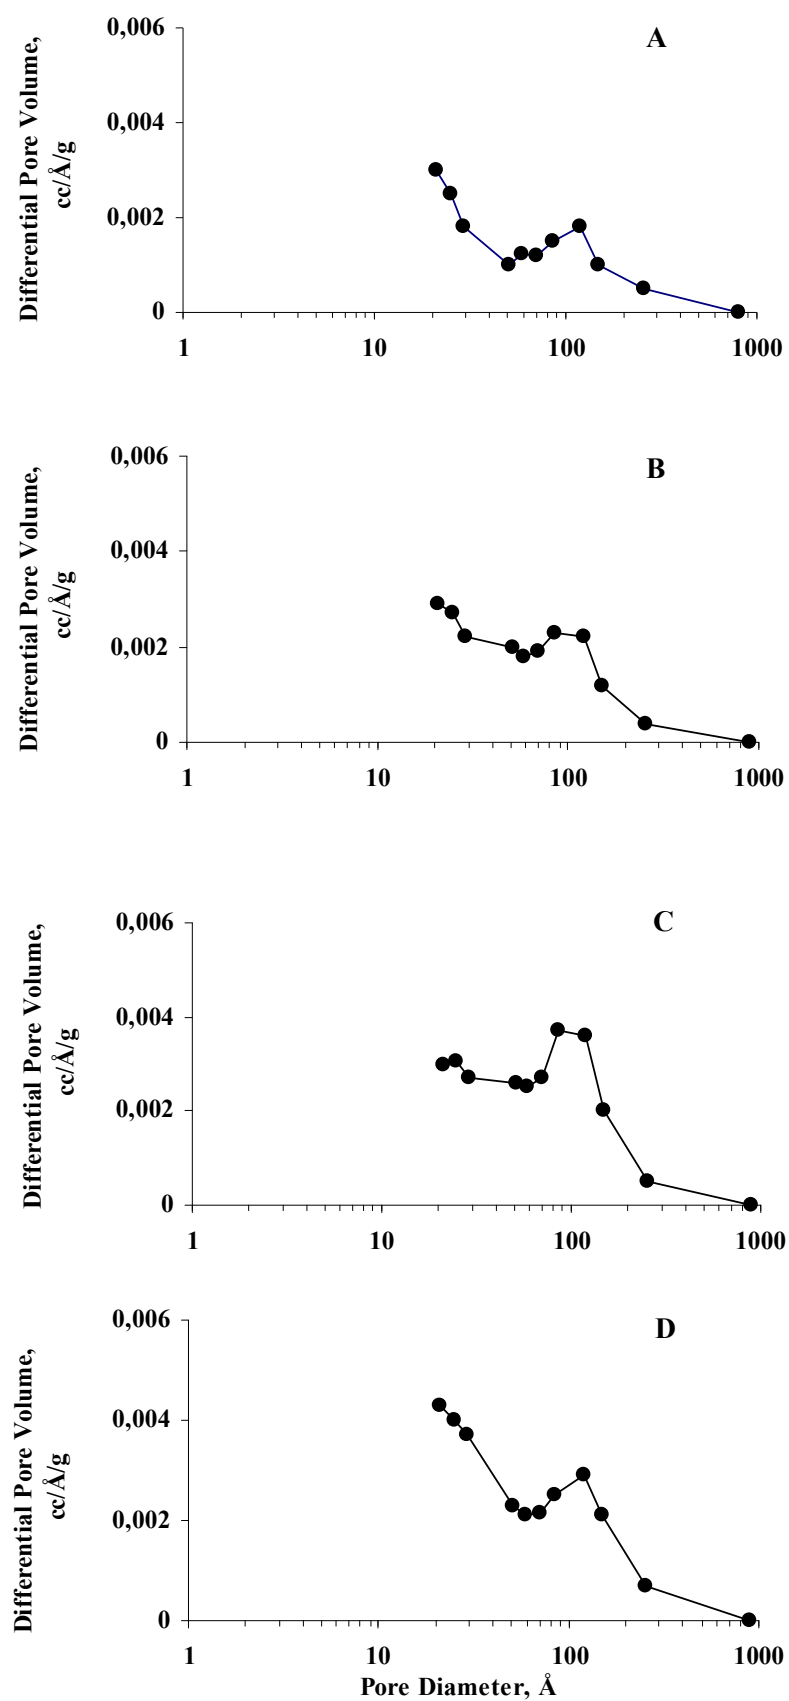 A
Differential Pore Volume,
cc/Å/g
0,006
0,004
0,002
0
1 10 100 1000
B
Differential Pore Volume,
cc/Å/g
0,006
0,004
0,002
0
1 10 100 1000
C
Differential Pore Volume,
cc/Å/g
0,006
0,004
0,002
0
1 10 100 1000
D
Differential Pore Volume,
cc/Å/g
0,006
0,004
0,002
0
1 10 100 1000
Pore Diameter, Å